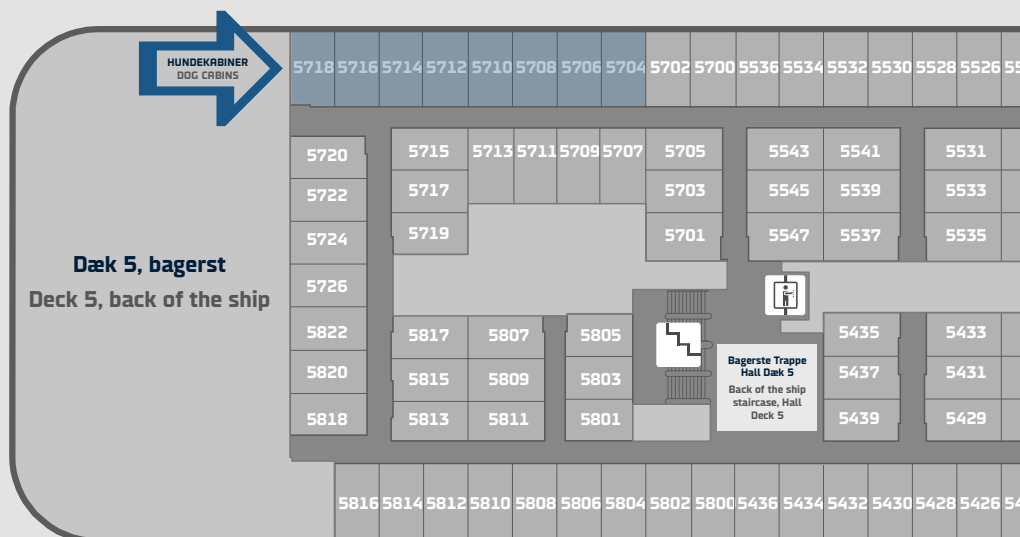 HUNDEKABINER
DOG CABINS
5718 5716 5714 5712 5710 5708 5706 5704 5702 5700 5536 5534 5532 5530 5528 5526
5720 5715 5713 5711 5709 5707 5705 5543 5541 5531
5722 5717 5703 5545 5539 5533
5724 5719 5701 5547 5537 5535
Dæk 5, bagerst
Deck 5, back of the ship
5726
5822 5817 5807 5805 5435 5433
5820 5815 5809 5803 5437 5431
5818 5813 5811 5801 5439 5429
Bagerste Trappe
Hall Dæk 5
Back of the ship
staircase, Hall
Deck 5
5816 5814 5812 5810 5808 5806 5804 5802 5800 5436 5434 5432 5430 5428 5426